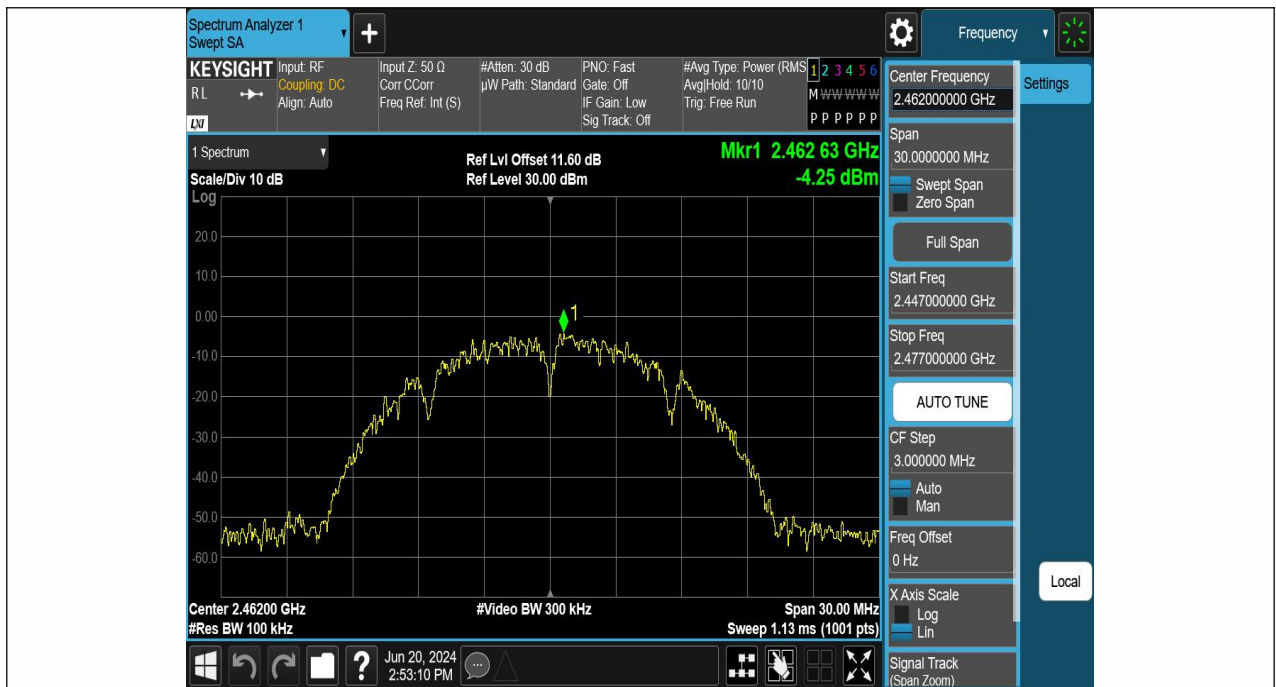 Spectrum Analyzer 1
Swept SA
+
Frequency
KEYSIGHT
RL
LXI
Input: RF
Coupling: DC
Align: Auto
Input Z: 50 Ω
Corr CCorr
Freq Ref: Int (S)
#Atten: 30 dB
µW Path: Standard
PNO: Fast
Gate: Off
IF Gain: Low
Sig Track: Off
#Avg Type: Power (RMS
Avg|Hold: 10/10
Trig: Free Run
1 2 3 4 5 6
M W W W W W
P P P P P P
1 Spectrum
Scale/Div 10 dB
Log
Ref Lvl Offset 11.60 dB
Ref Level 30.00 dBm
Mkr1 2.462 63 GHz
-4.25 dBm
20.0
10.0
0.00
-10.0
-20.0
-30.0
-40.0
-50.0
-60.0
1
Center 2.46200 GHz
#Res BW 100 kHz
#Video BW 300 kHz
Span 30.00 MHz
Sweep 1.13 ms (1001 pts)
?
Jun 20, 2024
2:53:10 PM
Center Frequency
2.462000000 GHz
Span
30.0000000 MHz
Swept Span
Zero Span
Full Span
Start Freq
2.447000000 GHz
Stop Freq
2.477000000 GHz
AUTO TUNE
CF Step
3.000000 MHz
Auto
Man
Freq Offset
0 Hz
X Axis Scale
Log
Lin
Signal Track
(Span Zoom)
Settings
Local